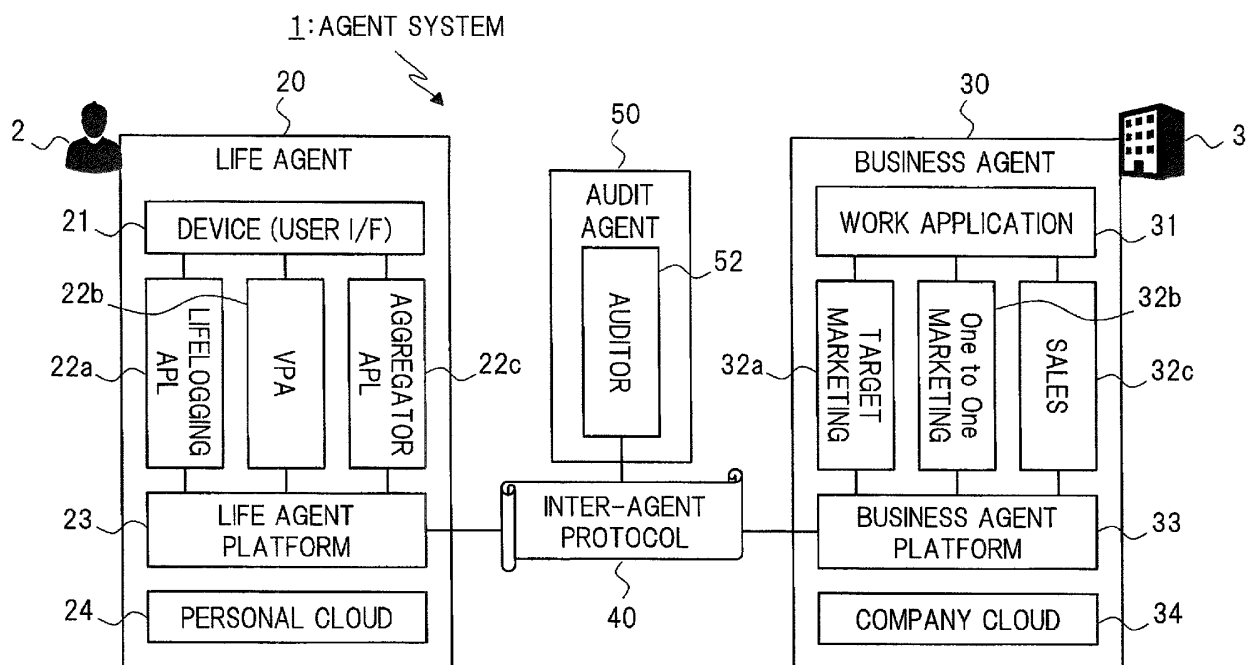 1:AGENT SYSTEM
2
20
LIFE AGENT
21
DEVICE (USER I/F)
22a
LIFELOGGING
APL
22b
VPA
22c
AGGREGATOR
APL
23
LIFE AGENT
PLATFORM
24
PERSONAL CLOUD
50
AUDIT
AGENT
52
AUDITOR
INTER-AGENT
PROTOCOL
40
30
3
BUSINESS AGENT
WORK APPLICATION
31
32a
TARGET
MARKETING
32b
One to One
MARKETING
32c
SALES
BUSINESS AGENT
PLATFORM
33
COMPANY CLOUD
34